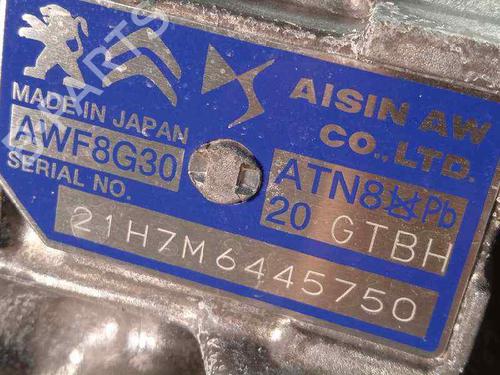 AISIN AW
CO.,LTD.
MADE IN JAPAN
AWF8G30
ATN8 Pb
SERIAL NO.
20 GTBH
21H7M6445750